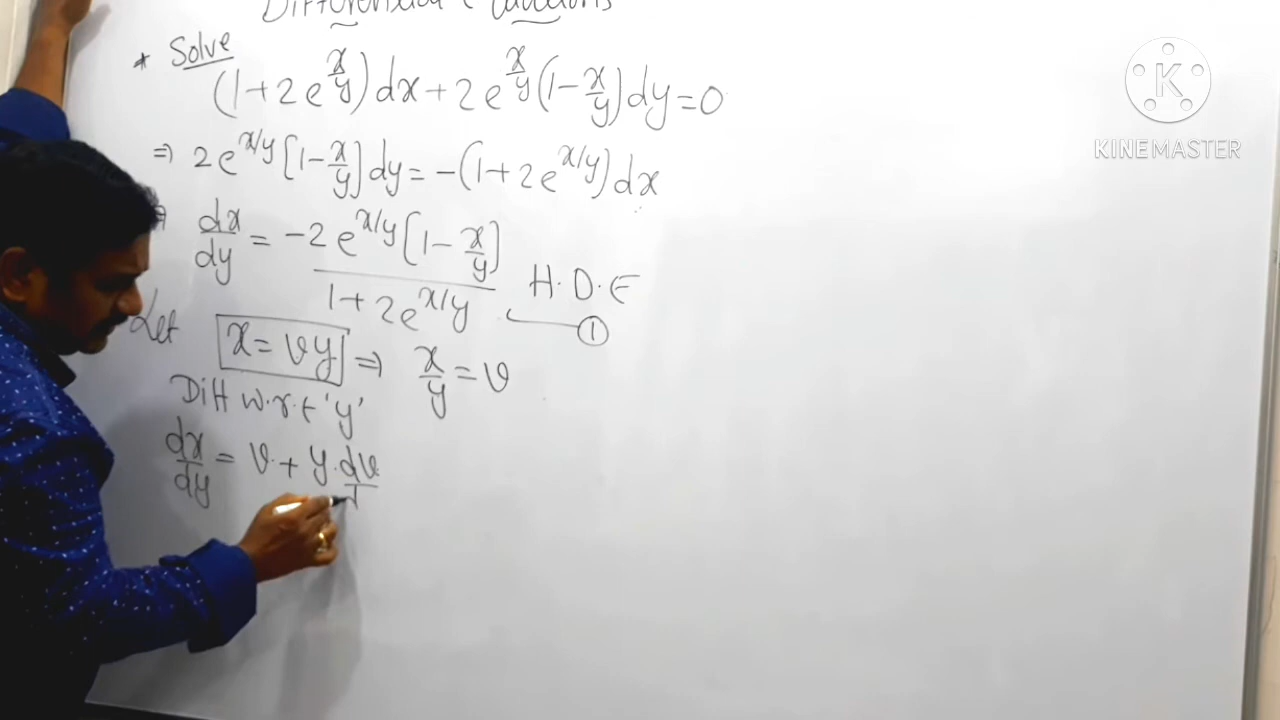 * Solve
(1+2e^{x/y})dx+2e^{x/y}(1-x/y)dy=0
⇒ 2e^{x/y}[1-x/y]dy=-(1+2e^{x/y})dx
dx/dy = -2e^{x/y}[1-x/y] / 1+2e^{x/y} H.D.E ①
Let x=vy ⇒ x/y=v
Diff w.r.t 'y'
dx/dy = v+y.dv/
K
KINEMASTER